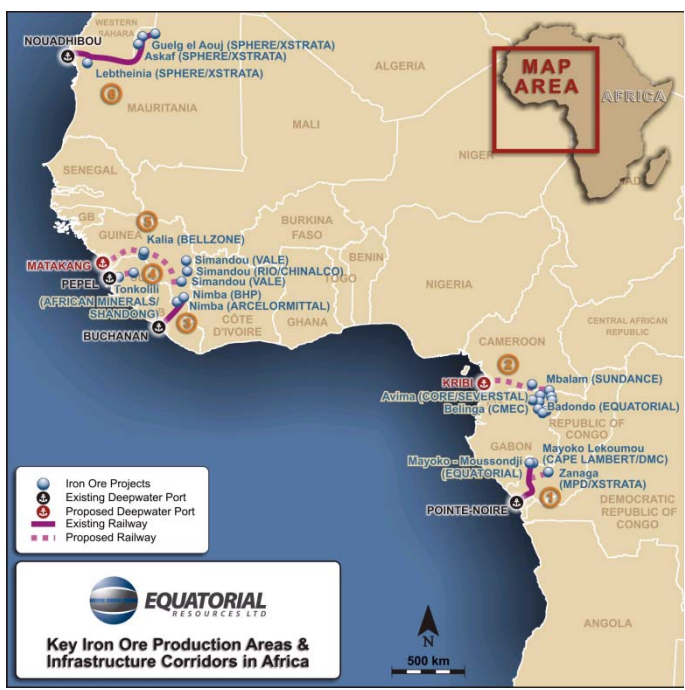 WESTERN
SAHARA
NOUADHIBOU
Guelg el Aouj (SPHERE/XSTRATA)
Askaf (SPHERE/XSTRATA)
Lebtheinia (SPHERE/XSTRATA)
6
MAURITANIA
ALGERIA
MALI
NIGER
MAP
AREA
AFRICA
SENEGAL
GB
GUINEA
5
Kalia (BELLZONE)
BURKINA
FASO
BENIN
TOGO
NIGERIA
MATAKANG
PEPEL
4
Simandou (VALE)
Simandou (RIO/CHINALCO)
Simandou (VALE)
Tonkolili
(AFRICAN MINERALS/
SHANDONG)
Nimba (BHP)
Nimba (ARCELORMITTAL)
BUCHANAN
3
CÔTE
D'IVOIRE
GHANA
CENTRAL AFRICAN
REPUBLIC
CAMEROON
2
KRIBI
Mbalam (SUNDANCE)
Avima (CORE/SEVERSTAL)
Belinga (CMEC)
Badondo (EQUATORIAL)
REPUBLIC OF
CONGO
GABON
Mayoko Lekoumou
(CAPE LAMBERT/DMC)
Mayoko - Moussondji
(EQUATORIAL)
Zanaga
(MPD/XSTRATA)
1
POINTE-NOIRE
DEMOCRATIC
REPUBLIC OF
CONGO
ANGOLA
Iron Ore Projects
Existing Deepwater Port
Proposed Deepwater Port
Existing Railway
Proposed Railway
EQUATORIAL
RESOURCES LTD
Key Iron Ore Production Areas &
Infrastructure Corridors in Africa
N
500 km